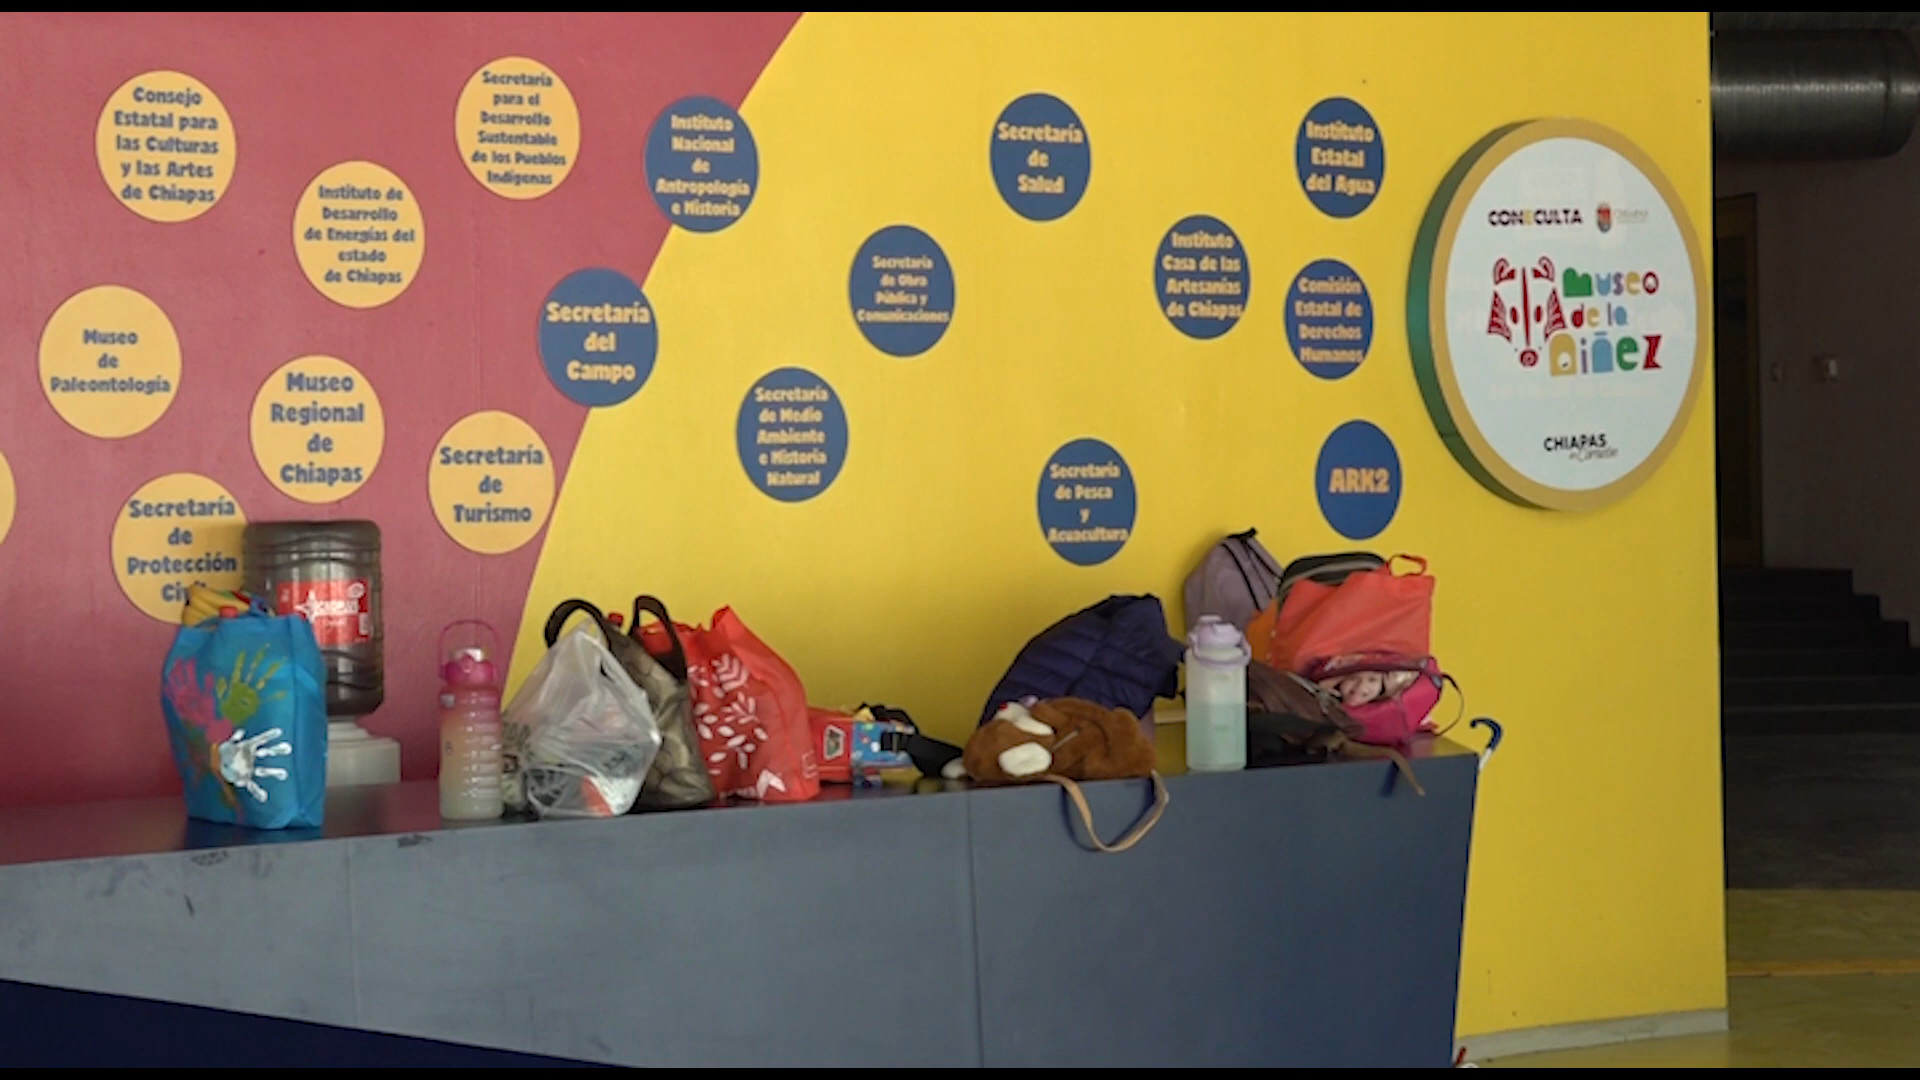 Consejo
Estatal para
las Culturas
y las Artes
de Chiapas
Secretaría
para el
Desarrollo
Sustentable
de los Pueblos
Indígenas
Instituto de
Desarrollo
de Energías del
estado
de Chiapas
Museo
de
Paleontología
Museo
Regional
de
Chiapas
Secretaría
de
Turismo
Secretaría
de
Protección
Instituto
Nacional
de
Antropología
e Historia
Secretaría
del
Campo
Secretaría
de Obra
Pública y
Comunicaciones
Secretaría
de Medio
Ambiente
e Historia
Natural
Secretaría
de
Salud
Secretaría
de Pesca
y
Acuacultura
Instituto
Casa de las
Artesanías
de Chiapas
Instituto
Estatal
del Agua
Comisión
Estatal de
Derechos
Humanos
ARK2
CONECULTA
museo
de la
niñez
CHIAPAS